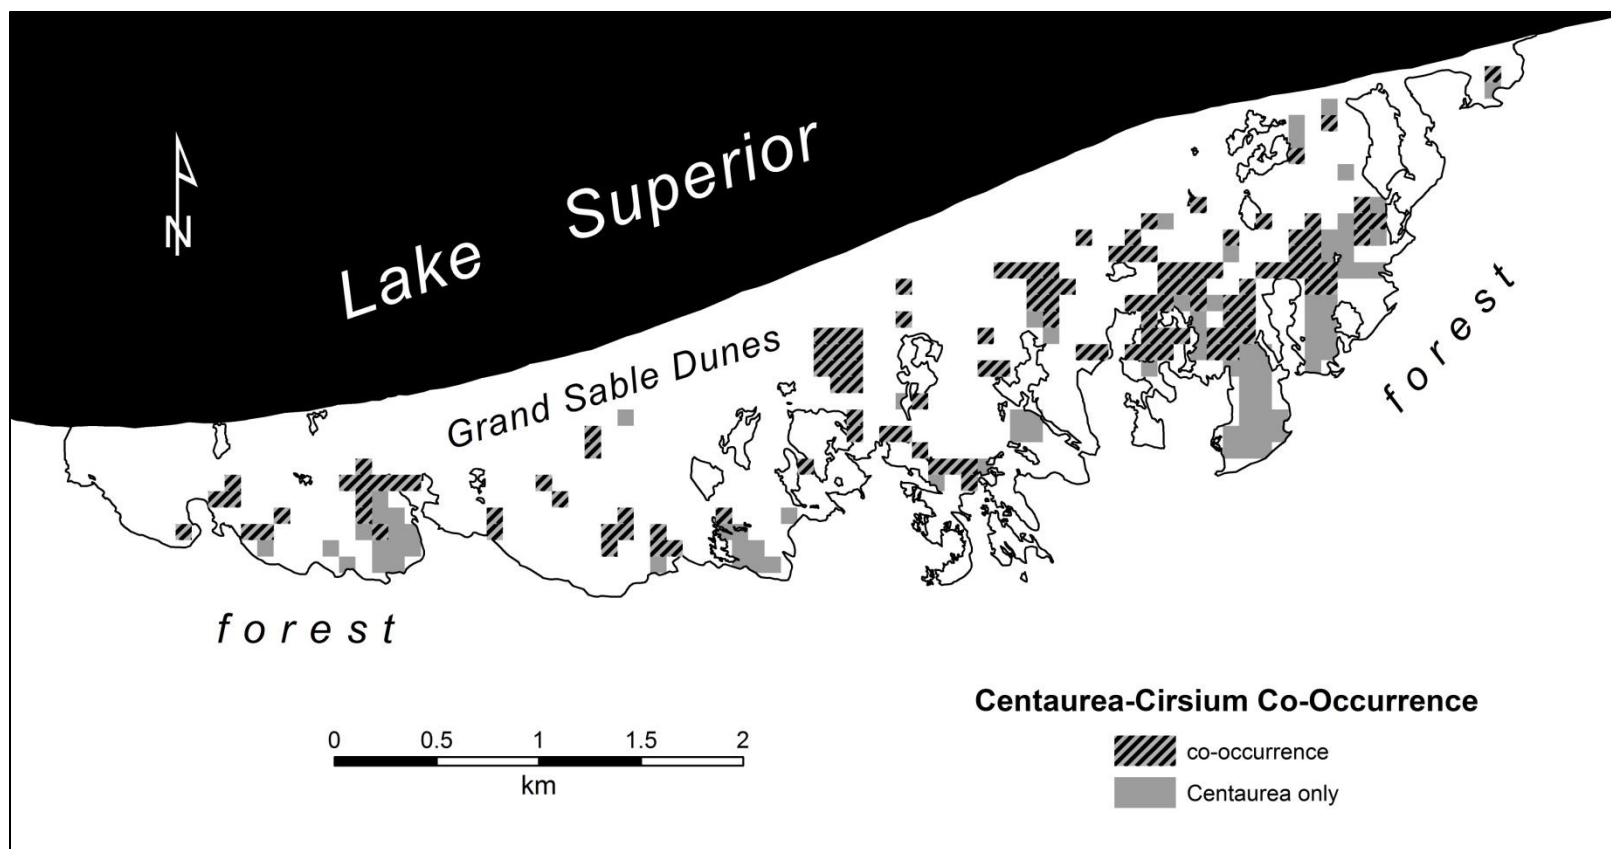 N
Lake Superior
Grand Sable Dunes
forest
forest
Centaurea-Cirsium Co-Occurrence
co-occurrence
Centaurea only
0 0.5 1 1.5 2
km